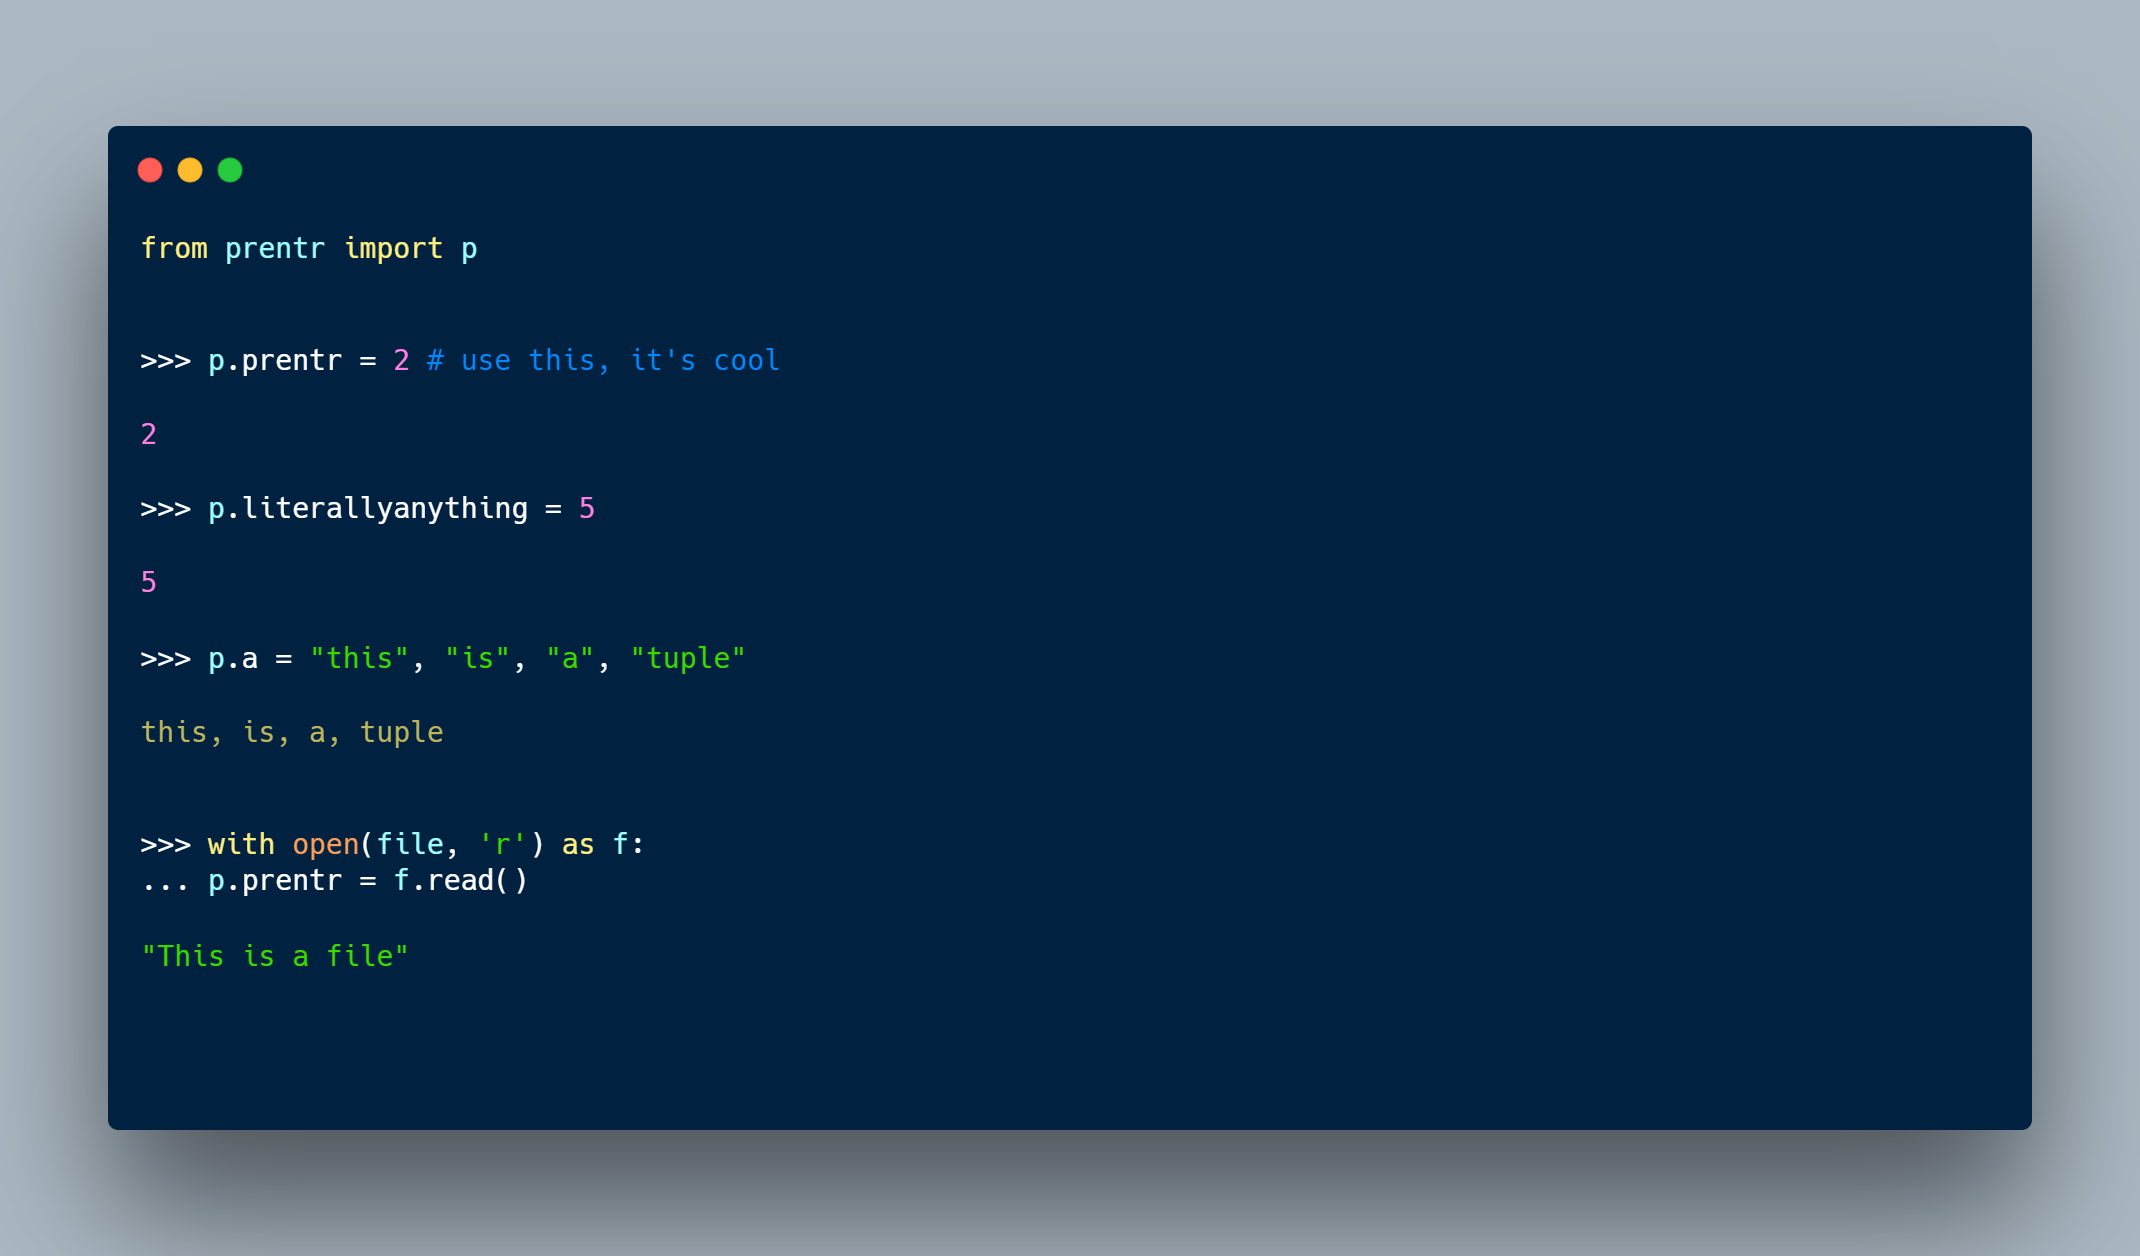 from prentr import p
>>> p.prentr = 2 # use this, it's cool
2
>>> p.literallyanything = 5
5
>>> p.a = "this", "is", "a", "tuple"
this, is, a, tuple
>>> with open(file, 'r') as f:
... p.prentr = f.read()
"This is a file"